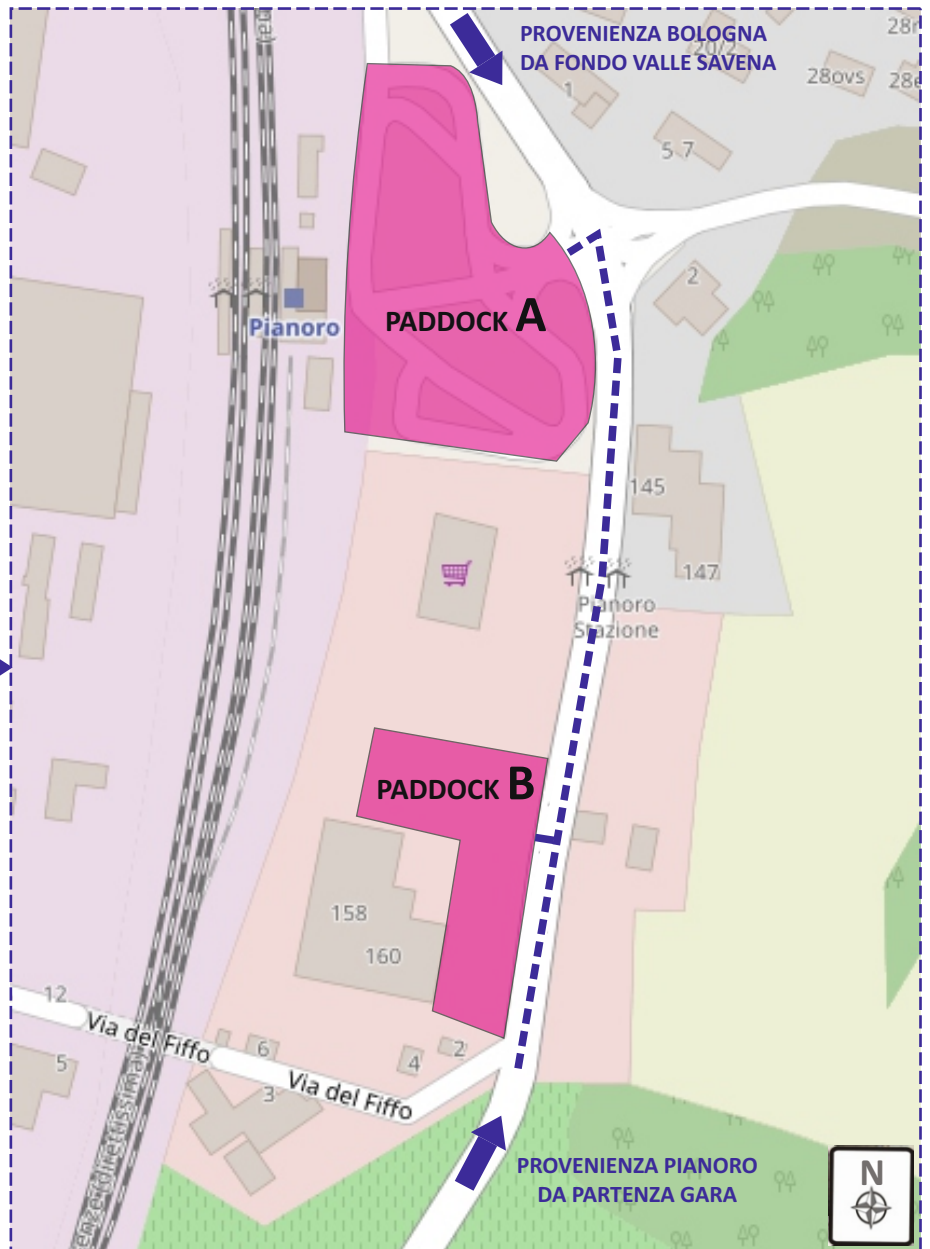 PROVENIENZA BOLOGNA
DA FONDO VALLE SAVENA
20/2
28ovs
1
5 7
2
Pianoro
PADDOCK A
145
147
Pianoro
Stazione
PADDOCK B
158
160
12
Via del Fiffo
5
6
4
2
3
Via del Fiffo
PROVENIENZA PIANORO
DA PARTENZA GARA
N